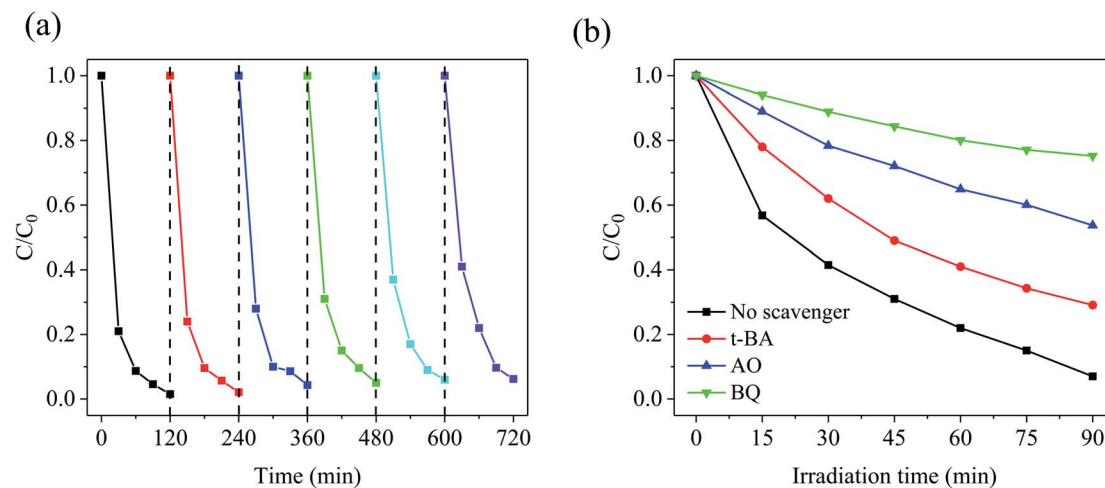 (a)
C/C0
1.0
0.8
0.6
0.4
0.2
0.0
0 120 240 360 480 600 720
Time (min)
(b)
C/C0
1.0
0.8
0.6
0.4
0.2
0.0
No scavenger
t-BA
AO
BQ
0 15 30 45 60 75 90
Irradiation time (min)